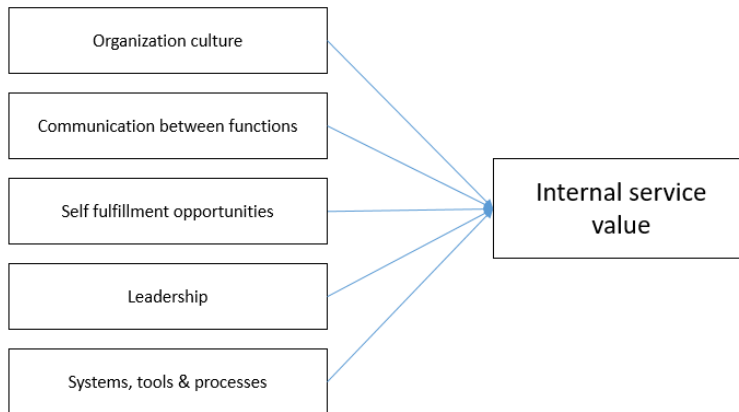 Organization culture
Communication between functions
Self fulfillment opportunities
Leadership
Systems, tools & processes
Internal service
value